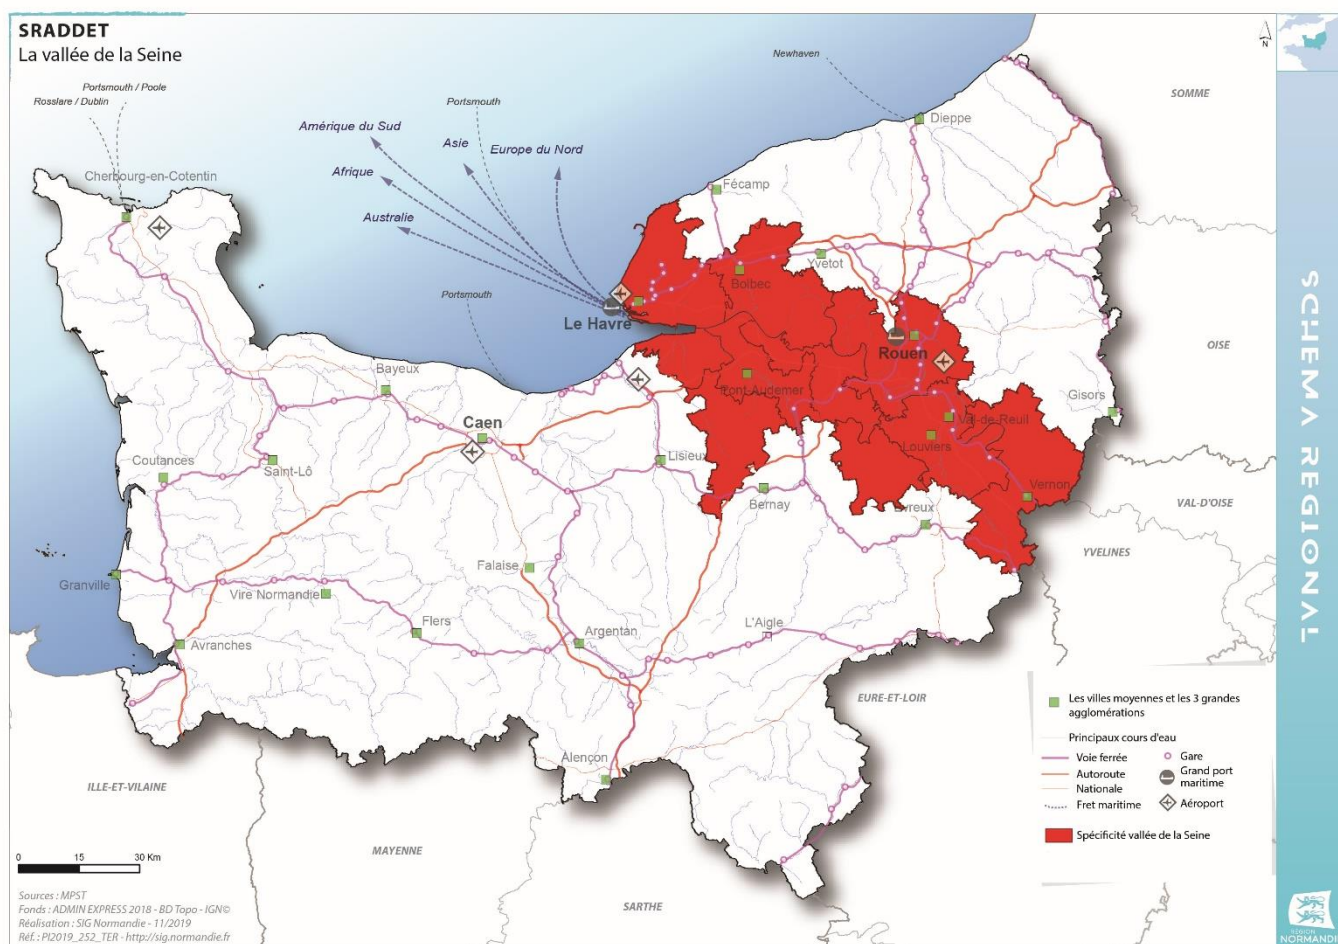 SRADDET
La vallée de la Seine
N
Newhaven
SOMME
Portsmouth / Poole
Rosslare / Dublin
Portsmouth
Amérique du Sud
Asie
Europe du Nord
Afrique
Australie
Dieppe
Cherbourg-en-Cotentin
Fécamp
Yvetot
Bolbec
Le Havre
Portsmouth
Rouen
OISE
Bayeux
Pont-Audemer
Gisors
Caen
Val-de-Reuil
Louviers
Coutances
Saint-Lô
Lisieux
Bernay
Vernon
VAL-D'OISE
Evreux
YVELINES
Granville
Vire Normandie
Falaise
Flers
Argentan
L'Aigle
Avranches
EURE-ET-LOIR
Alençon
ILLE-ET-VILAINE
MAYENNE
SARTHE
Les villes moyennes et les 3 grandes
agglomérations
Principaux cours d'eau
Voie ferrée
Gare
Autoroute
Grand port
maritime
Nationale
Fret maritime
Aéroport
Spécificité vallée de la Seine
0 15 30 Km
Sources : MPST
Fonds : ADMIN EXPRESS 2018 - BD Topo - IGN©
Réalisation : SIG Normandie - 11/2019
Réf. : PI2019_252_TER - http://sig.normandie.fr
SCHEMA REGIONAL
RÉGION
NORMANDIE